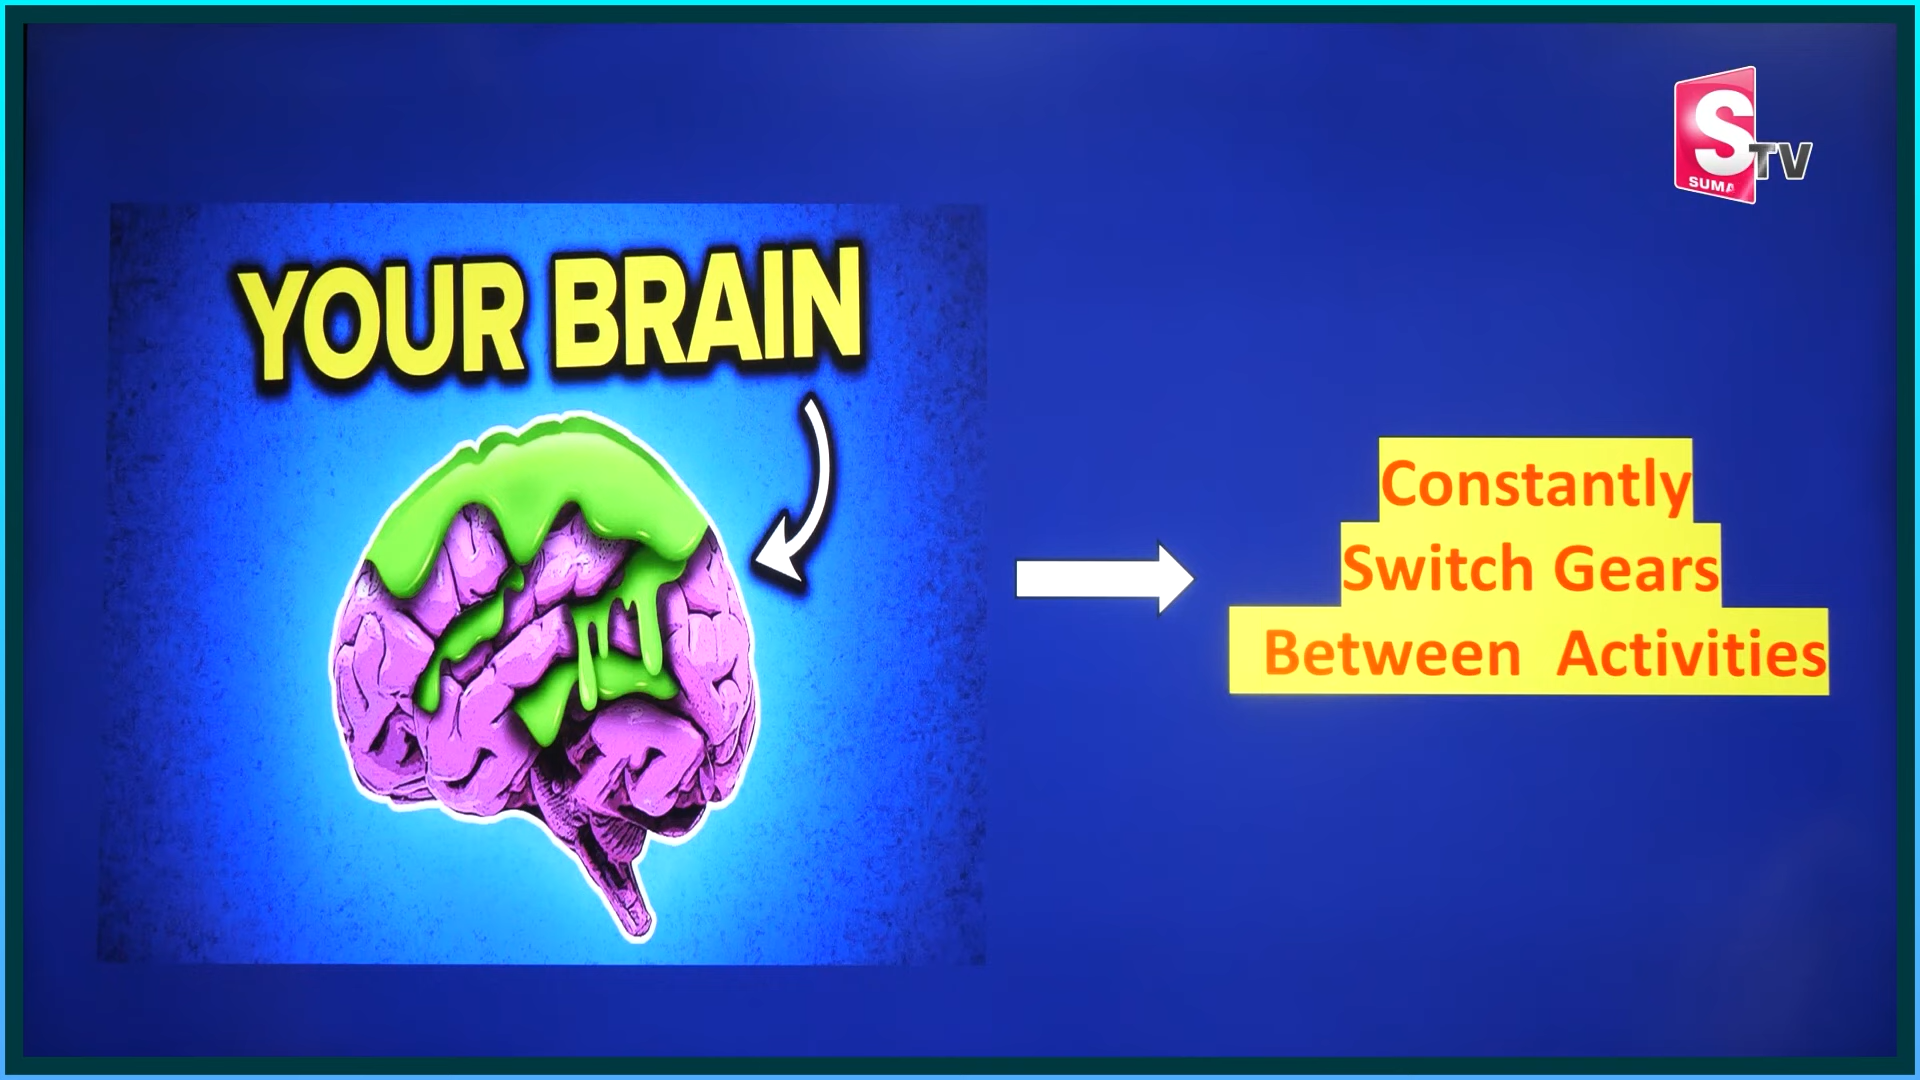 YOUR BRAIN
Constantly
Switch Gears
Between Activities
S TV
SUMA